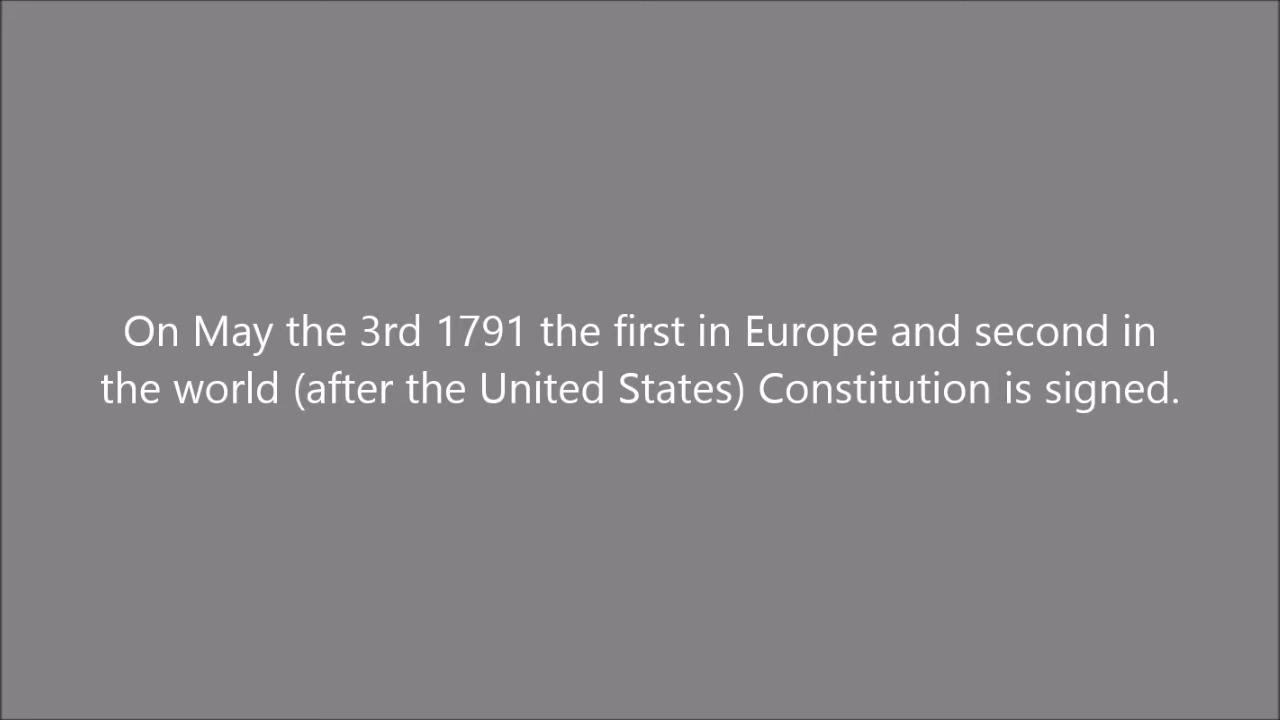 On May the 3rd 1791 the first in Europe and second in
the world (after the United States) Constitution is signed.